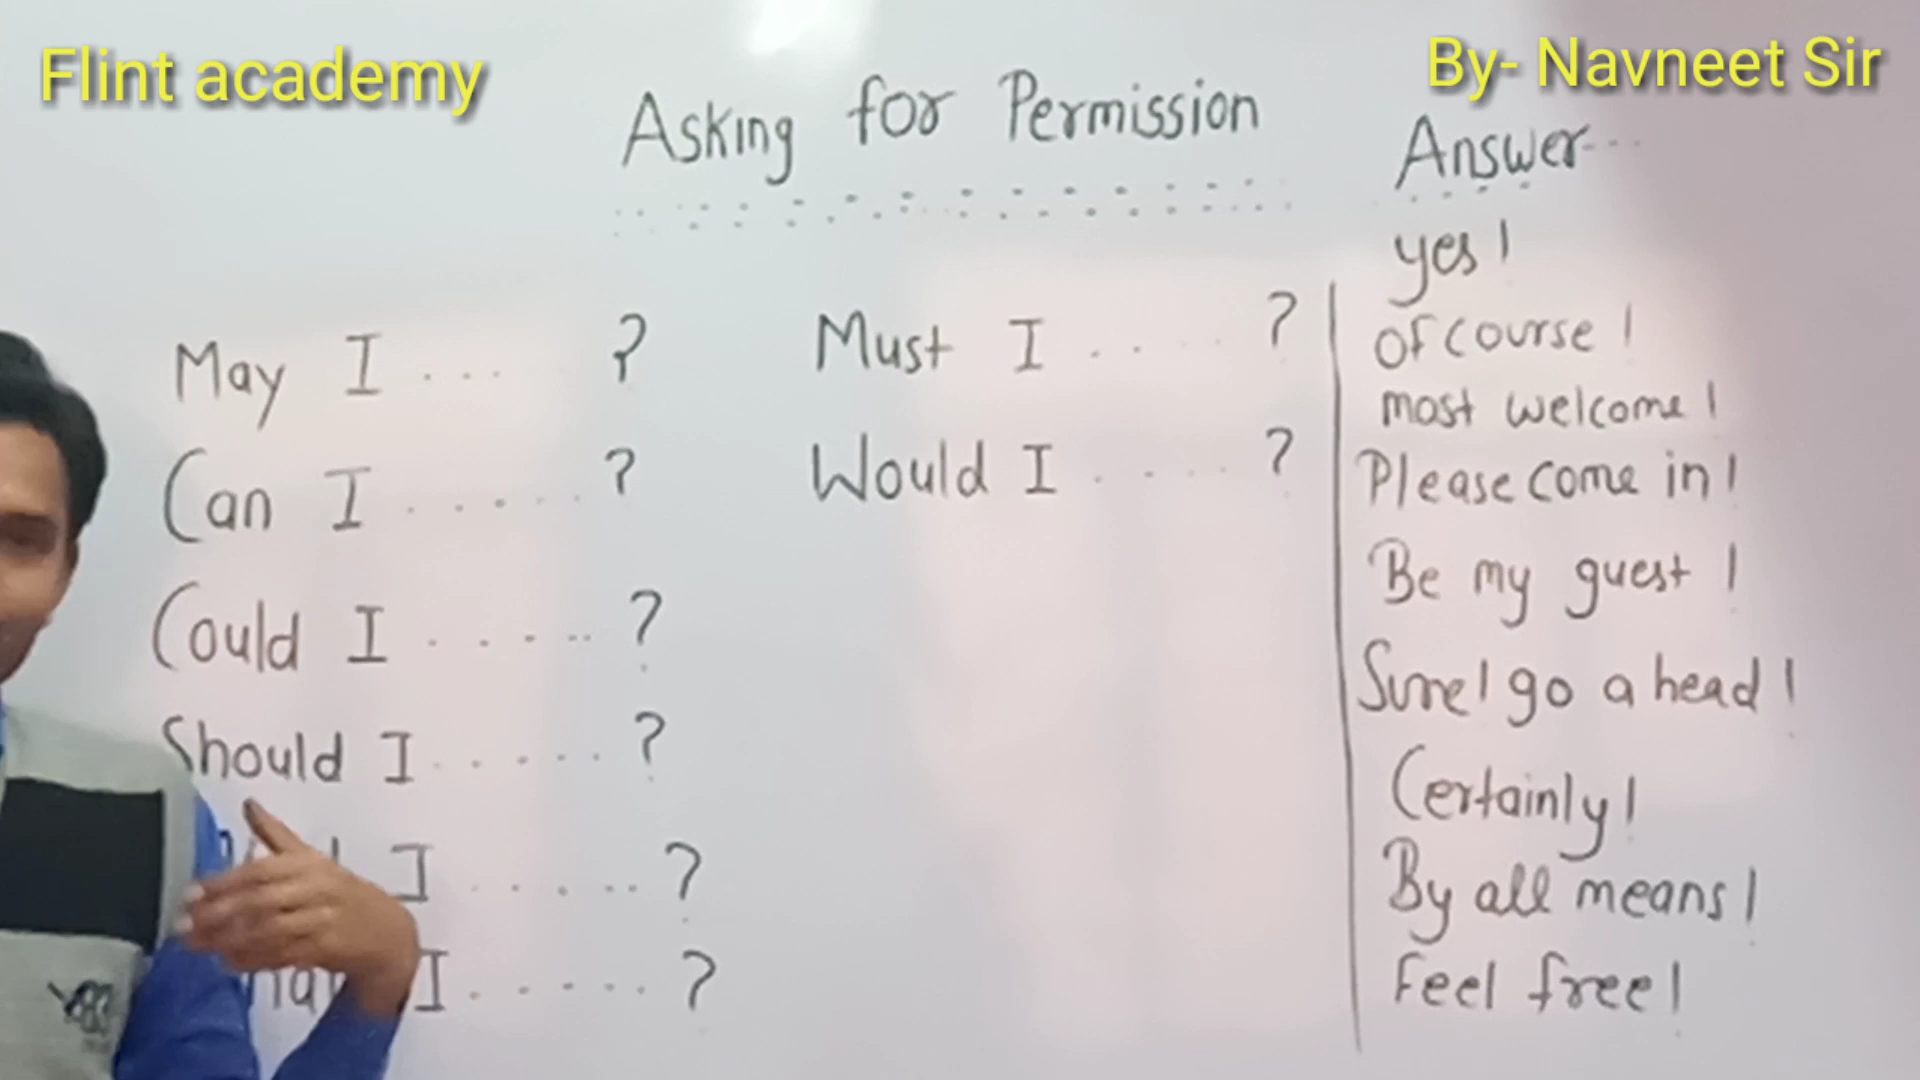 Flint academy
By- Navneet Sir
Asking for Permission
May I ... ?
Can I ...... ?
Could I ...... ?
Should I ...... ?
I ...... ?
I ...... ?
Must I ..... ?
Would I ..... ?
Answer...
yes!
of course!
most welcome!
Please come in!
Be my guest!
Sure! go a head!
Certainly!
By all means!
Feel free!